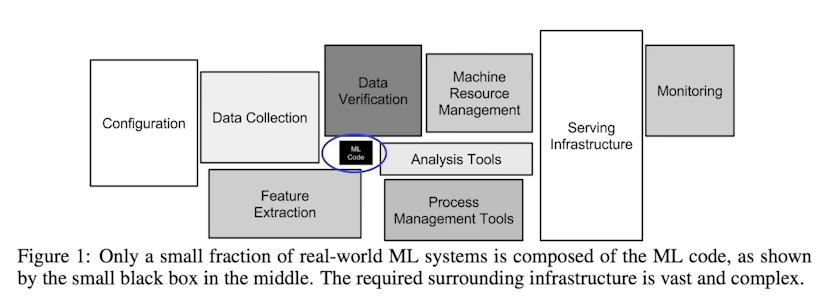 Configuration
Data Collection
Data
Verification
Machine
Resource
Management
Monitoring
Serving
Infrastructure
ML
Code
Analysis Tools
Feature
Extraction
Process
Management Tools
Figure 1: Only a small fraction of real-world ML systems is composed of the ML code, as shown
by the small black box in the middle. The required surrounding infrastructure is vast and complex.